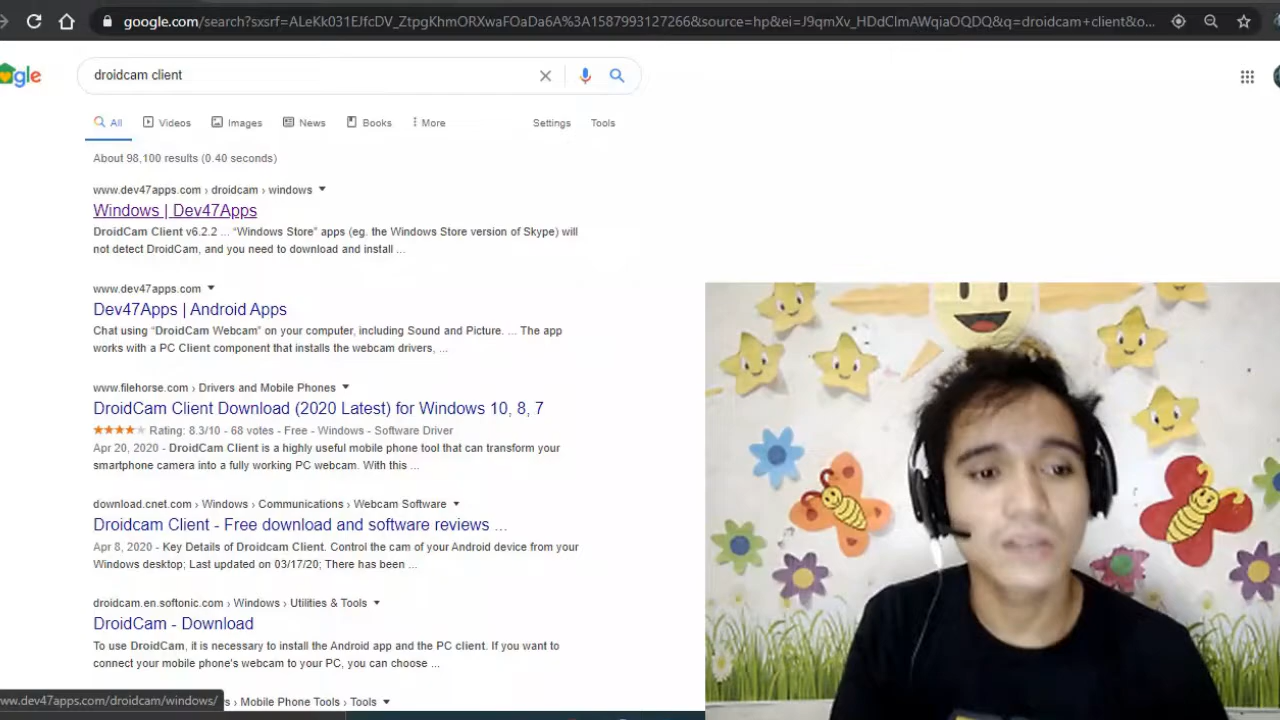 google.com/search?sxsrf=ALeKk031EJfcDV_ZtpgKhmORXwaFOaDa6A%3A1587993127266&source=hp&ei=J9qmXv_HDdClmAWqiaOQDQ&q=droidcam+client&o...
gle
droidcam client
All Videos Images News Books More Settings Tools
About 98,100 results (0.40 seconds)
www.dev47apps.com › droidcam › windows
Windows | Dev47Apps
DroidCam Client v6.2.2 ... “Windows Store” apps (eg. the Windows Store version of Skype) will
not detect DroidCam, and you need to download and install ...
www.dev47apps.com
Dev47Apps | Android Apps
Chat using “DroidCam Webcam” on your computer, including Sound and Picture. ... The app
works with a PC Client component that installs the webcam drivers, ...
www.filehorse.com › Drivers and Mobile Phones
DroidCam Client Download (2020 Latest) for Windows 10, 8, 7
Rating: 8.3/10 - 68 votes - Free - Windows - Software Driver
Apr 20, 2020 - DroidCam Client is a highly useful mobile phone tool that can transform your
smartphone camera into a fully working PC webcam. With this ...
download.cnet.com › Windows › Communications › Webcam Software
Droidcam Client - Free download and software reviews ...
Apr 8, 2020 - Key Details of Droidcam Client. Control the cam of your Android device from your
Windows desktop; Last updated on 03/17/20; There has been ...
droidcam.en.softonic.com › Windows › Utilities & Tools
DroidCam - Download
To use DroidCam, it is necessary to install the Android app and the PC client. If you want to
connect your mobile phone's webcam to your PC, you can choose ...
ww.dev47apps.com/droidcam/windows/ s › Mobile Phone Tools › Tools